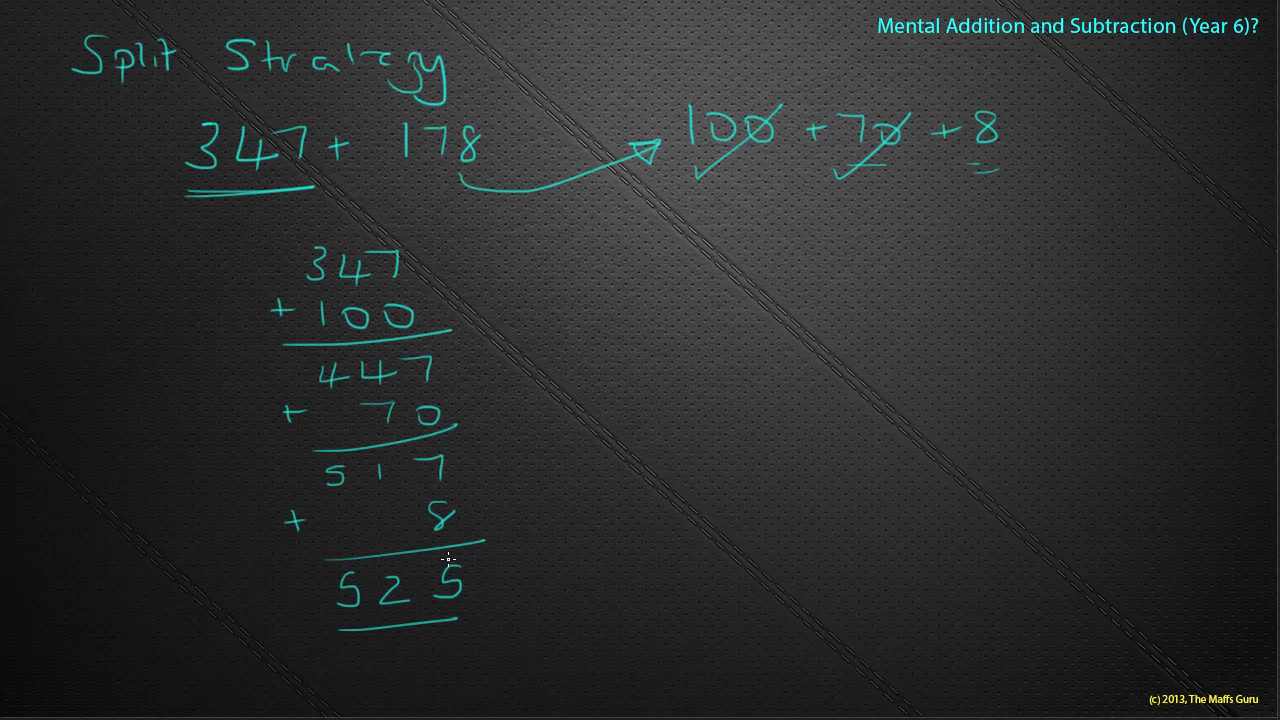 Mental Addition and Subtraction (Year 6)?
Split Strategy
347 + 178 100 + 70 + 8
347
+ 100
447
+ 70
517
+ 8
525
(c) 2013, The Maffs Guru